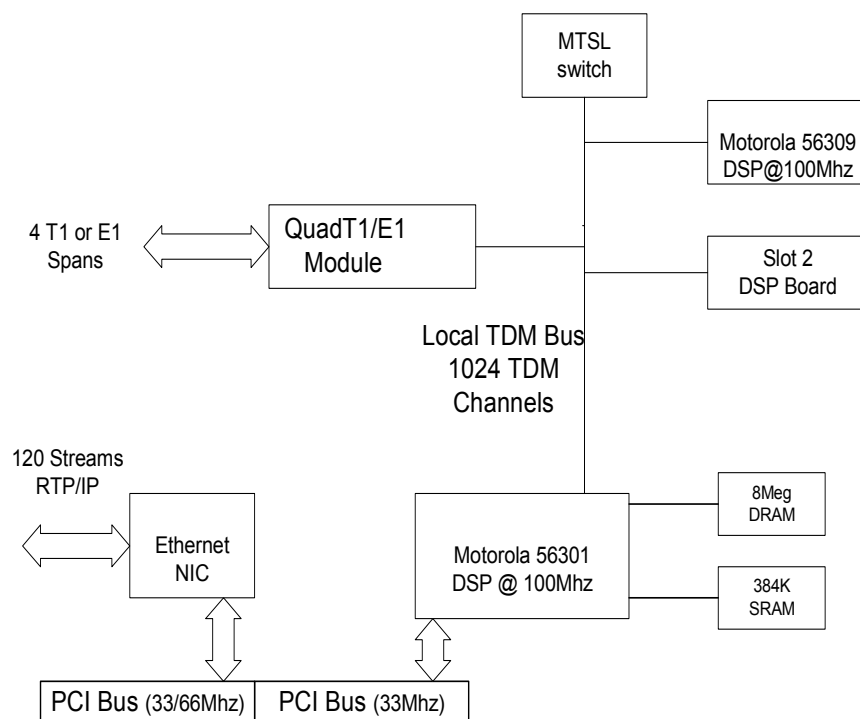 MTSL
switch
Motorola 56309
DSP@100Mhz
4 T1 or E1
Spans
QuadT1/E1
Module
Slot 2
DSP Board
Local TDM Bus
1024 TDM
Channels
120 Streams
RTP/IP
Ethernet
NIC
Motorola 56301
DSP @ 100Mhz
8Meg
DRAM
384K
SRAM
PCI Bus (33/66Mhz)
PCI Bus (33Mhz)